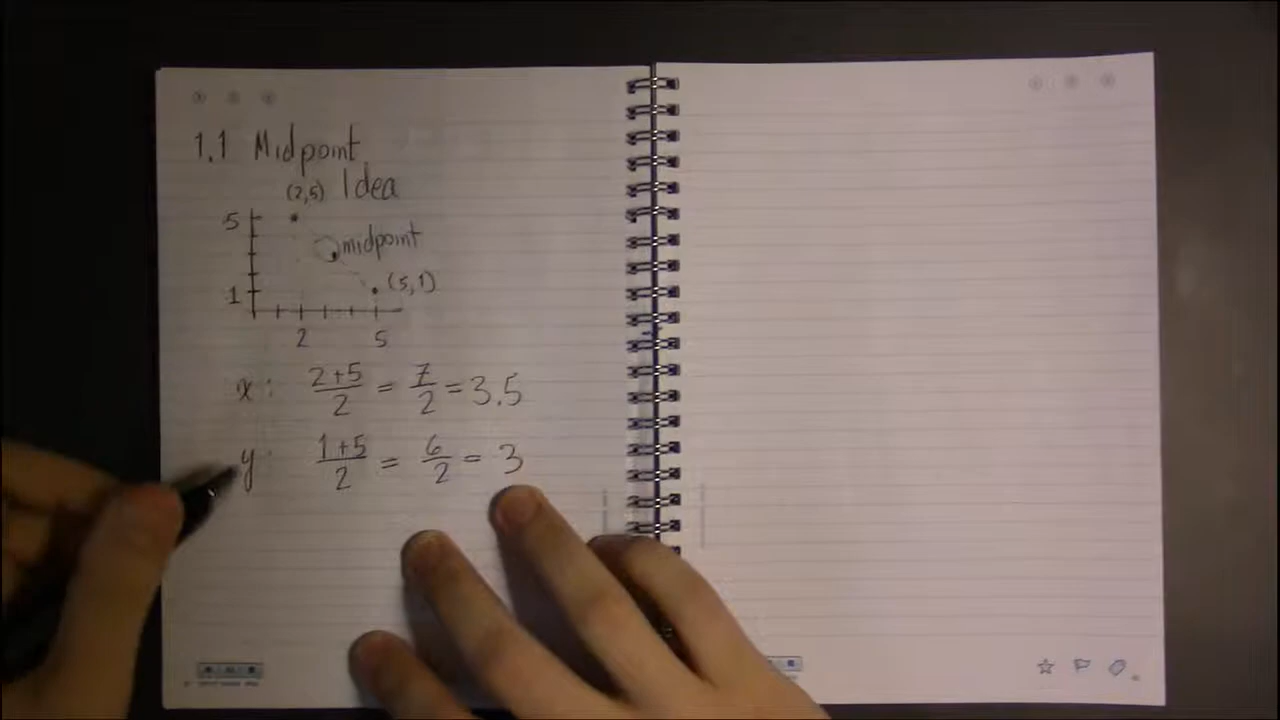 1.1 Midpoint
Idea
(2,5)
5
midpoint
(5,1)
1
2 5
x: 2+5/2 = 7/2 = 3.5
y: 1+5/2 = 6/2 = 3